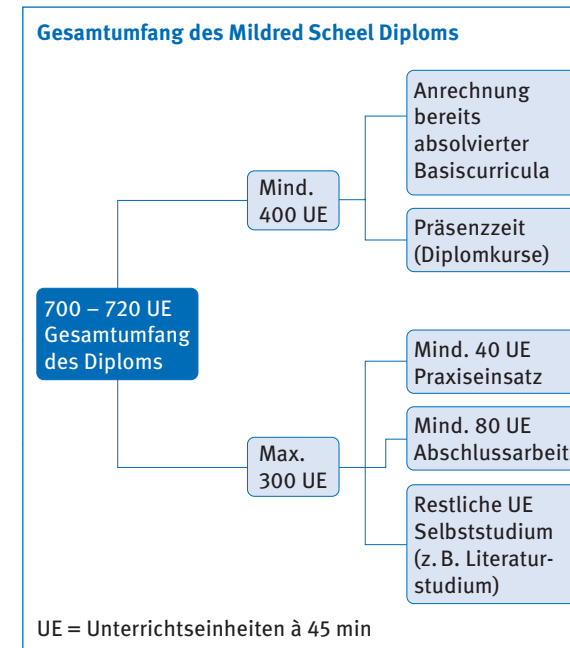 Gesamtumfang des Mildred Scheel Diploms
Anrechnung
bereits
absolvierter
Basiscurricula
Mind.
400 UE
Präsenzzeit
(Diplomkurse)
700 – 720 UE
Gesamtumfang
des Diploms
Mind. 40 UE
Praxiseinsatz
Mind. 80 UE
Abschlussarbeit
Max.
300 UE
Restliche UE
Selbststudium
(z. B. Literatur-
studium)
UE = Unterrichtseinheiten à 45 min